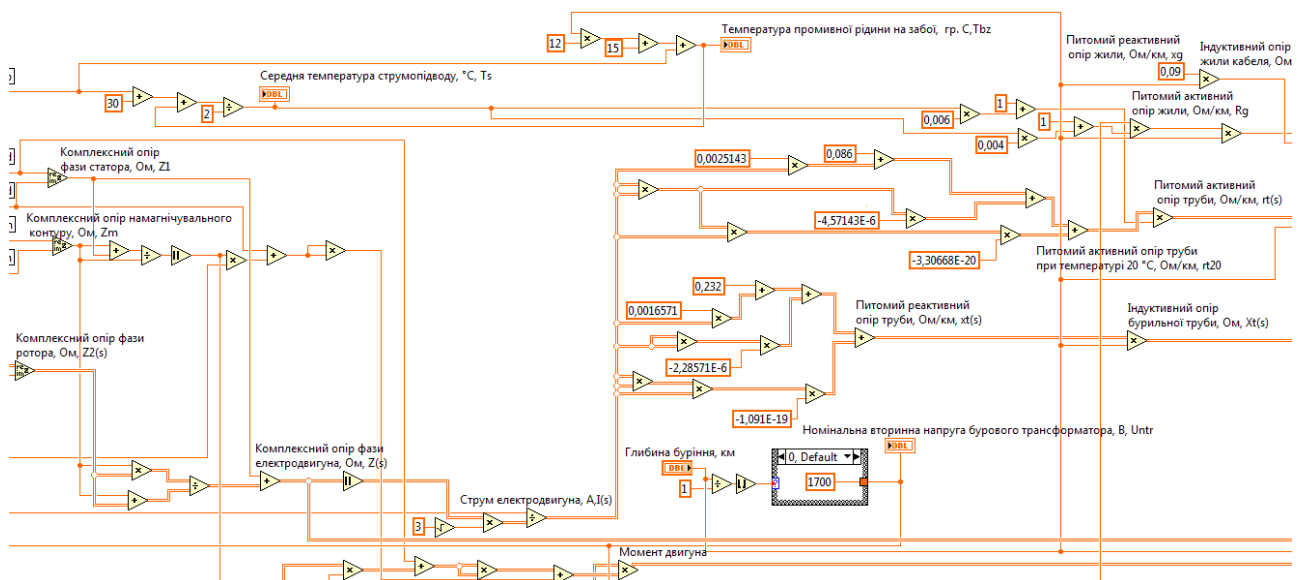 Температура промивної рідини на забої, гр. С,Tbz
12
15
DBL
Питомий реактивний
опір жили, Ом/км, xg
0,09
Індуктивний опір
жили кабеля, Ом
Середня температура струмопідводу, °С, Ts
DBL
30
2
0,006
1
1
0,004
Питомий активний
опір жили, Ом/км, Rg
Комплексний опір
фази статора, Ом, Z1
Комплексний опір намагнічувального
контуру, Ом, Zm
0,0025143
0,086
-4,57143E-6
-3,30668E-20
Питомий активний
опір труби, Ом/км, rt(s)
Питомий активний опір труби
при температурі 20 °С, Ом/км, rt20
0,232
0,0016571
-2,28571E-6
-1,091E-19
Питомий реактивний
опір труби, Ом/км, xt(s)
Індуктивний опір
бурильної труби, Ом, Xt(s)
Комплексний опір фази
ротора, Ом, Z2(s)
Номінальна вторинна напруга бурового трансформатора, В, Untr
DBL
Комплексний опір фази
електродвигуна, Ом, Z(s)
Глибина буріння, км
DBL
1
0, Default
1700
Струм електродвигуна, А,I(s)
3
Момент двигуна